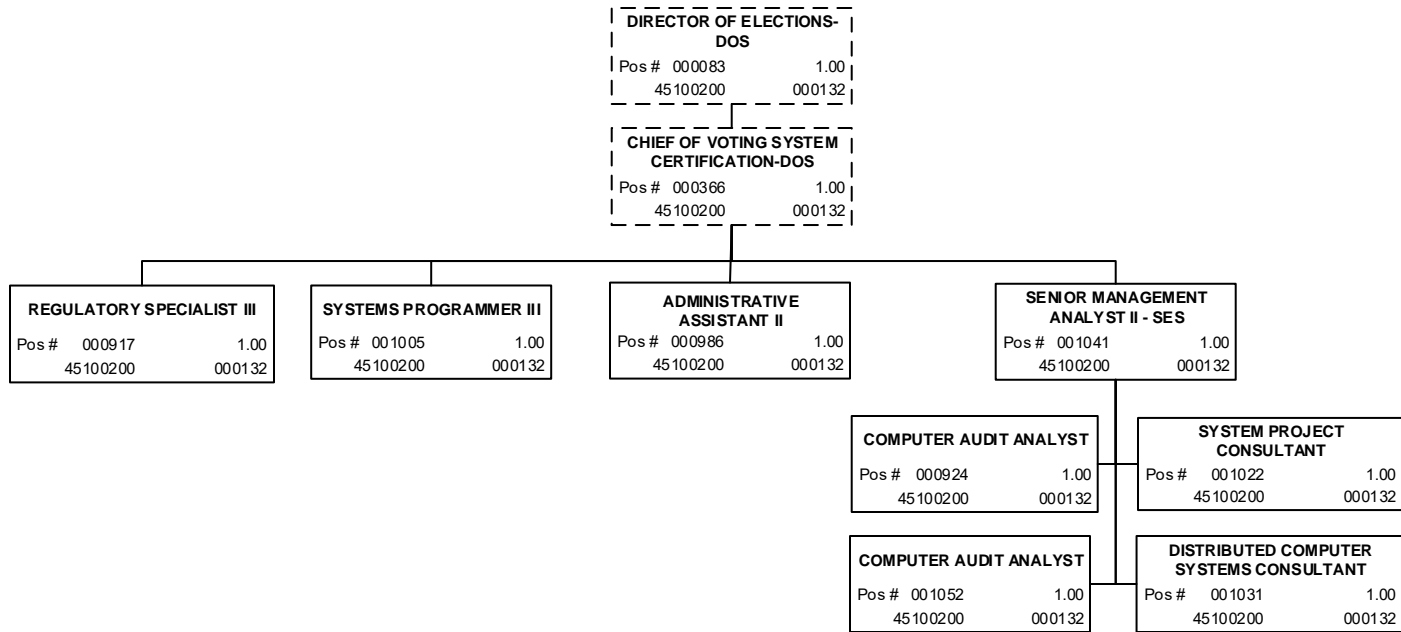 DIRECTOR OF ELECTIONS-
DOS
Pos # 000083 1.00
45100200 000132
CHIEF OF VOTING SYSTEM
CERTIFICATION-DOS
Pos # 000366 1.00
45100200 000132
REGULATORY SPECIALIST III
Pos # 000917 1.00
45100200 000132
SYSTEMS PROGRAMMER III
Pos # 001005 1.00
45100200 000132
ADMINISTRATIVE
ASSISTANT II
Pos # 000986 1.00
45100200 000132
SENIOR MANAGEMENT
ANALYST II - SES
Pos # 001041 1.00
45100200 000132
COMPUTER AUDIT ANALYST
Pos # 000924 1.00
45100200 000132
SYSTEM PROJECT
CONSULTANT
Pos # 001022 1.00
45100200 000132
COMPUTER AUDIT ANALYST
Pos # 001052 1.00
45100200 000132
DISTRIBUTED COMPUTER
SYSTEMS CONSULTANT
Pos # 001031 1.00
45100200 000132